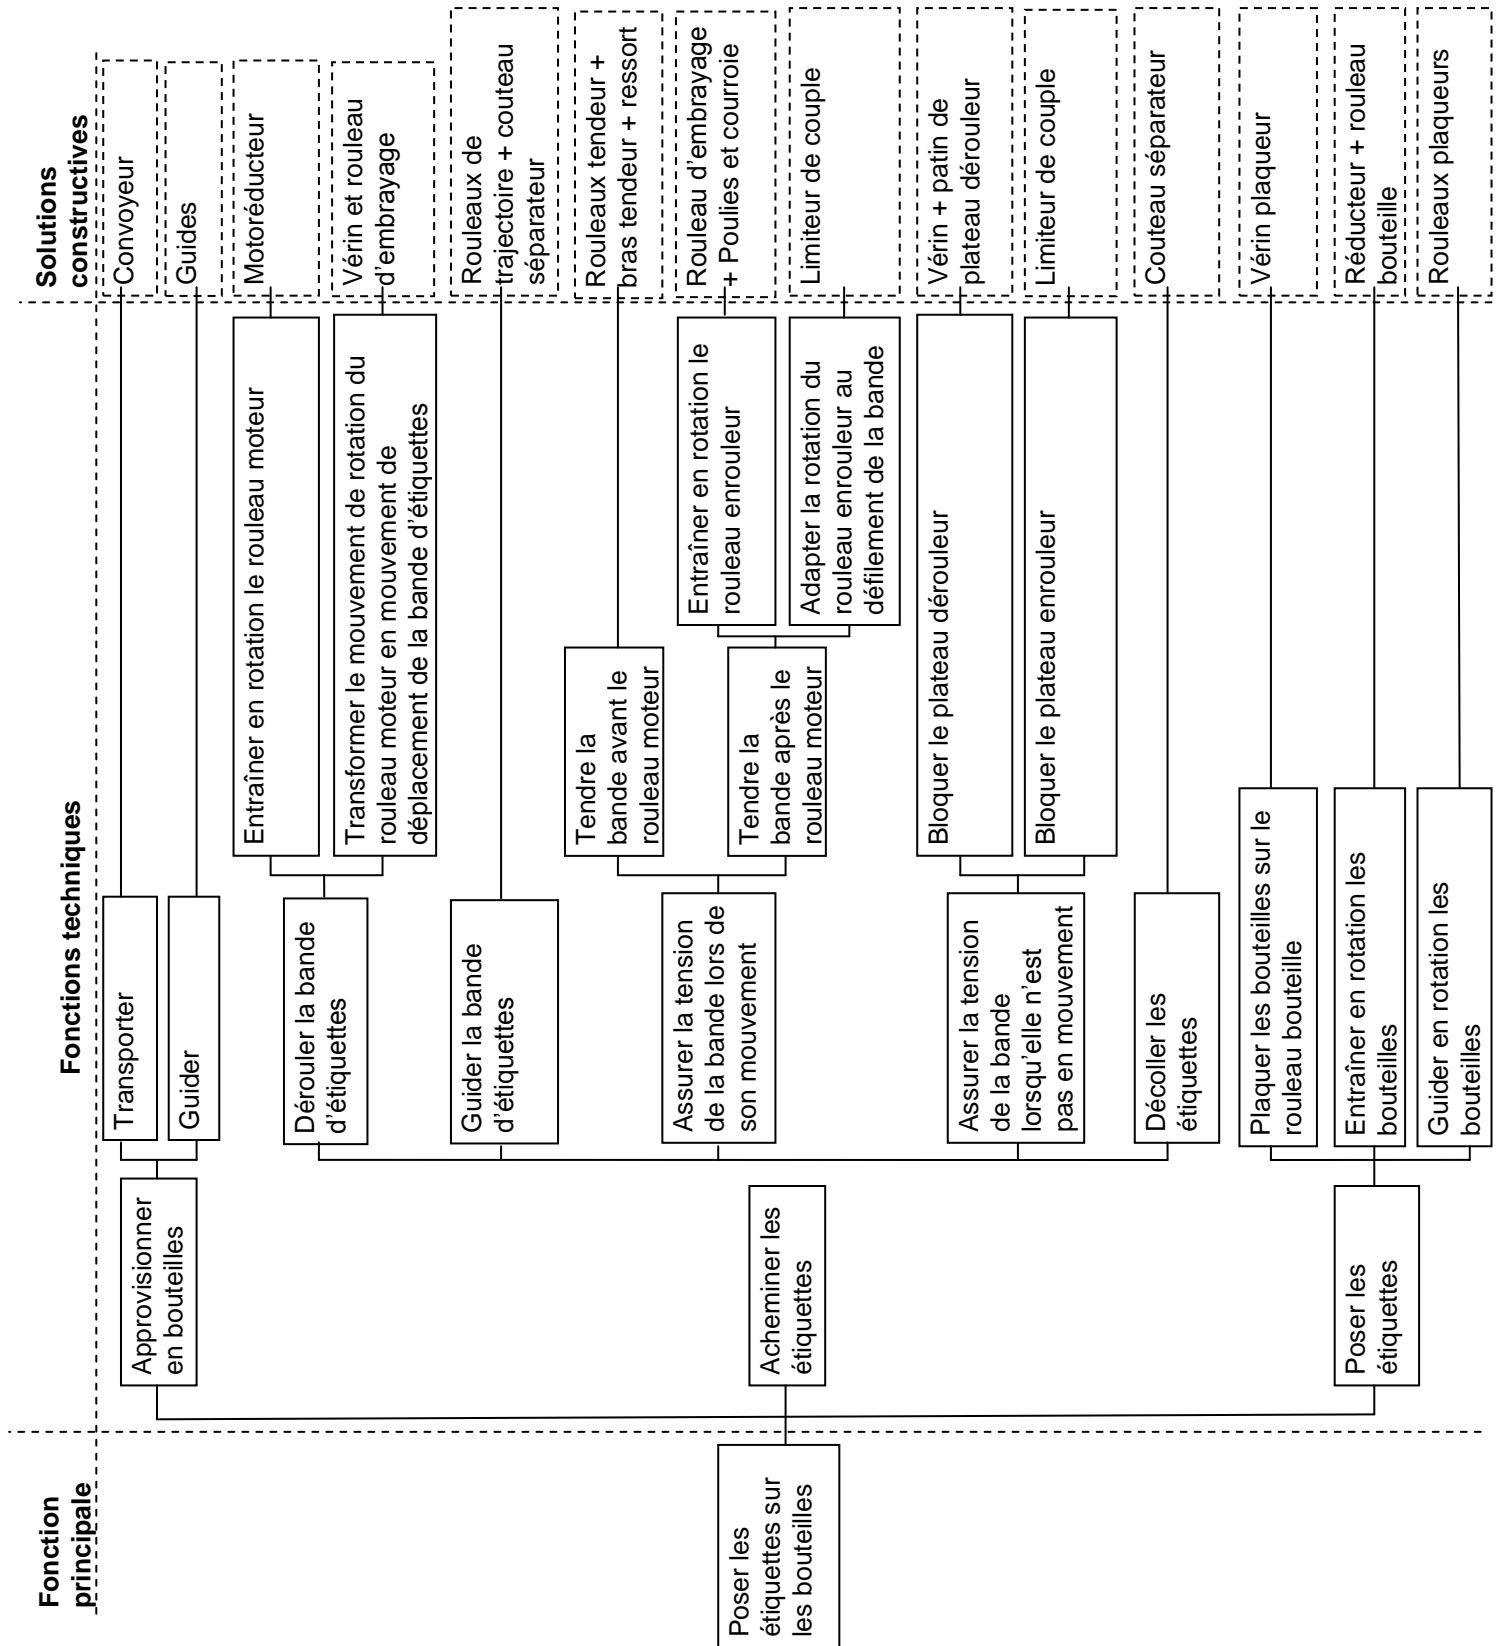 Fonction
principale
Fonctions techniques
Solutions
constructives
Poser les
étiquettes sur
les bouteilles
Approvisionner
en bouteilles
Transporter
Convoyeur
Guider
Guides
Acheminer les
étiquettes
Dérouler la bande
d'étiquettes
Entraîner en rotation le rouleau moteur
Motoréducteur
Transformer le mouvement de rotation du
rouleau moteur en mouvement de
déplacement de la bande d'étiquettes
Vérin et rouleau
d'embrayage
Guider la bande
d'étiquettes
Rouleaux de
trajectoire + couteau
séparateur
Assurer la tension
de la bande lors de
son mouvement
Tendre la
bande avant le
rouleau moteur
Rouleaux tendeur +
bras tendeur + ressort
Tendre la
bande après le
rouleau moteur
Entraîner en rotation le
rouleau enrouleur
Rouleau d'embrayage
+ Poulies et courroie
Adapter la rotation du
rouleau enrouleur au
défilement de la bande
Limiteur de couple
Assurer la tension
de la bande
lorsqu'elle n'est
pas en mouvement
Bloquer le plateau dérouleur
Vérin + patin de
plateau dérouleur
Bloquer le plateau enrouleur
Limiteur de couple
Décoller les
étiquettes
Couteau séparateur
Poser les
étiquettes
Plaquer les bouteilles sur le
rouleau bouteille
Vérin plaqueur
Entraîner en rotation les
bouteilles
Réducteur + rouleau
bouteille
Guider en rotation les
bouteilles
Rouleaux plaqueurs